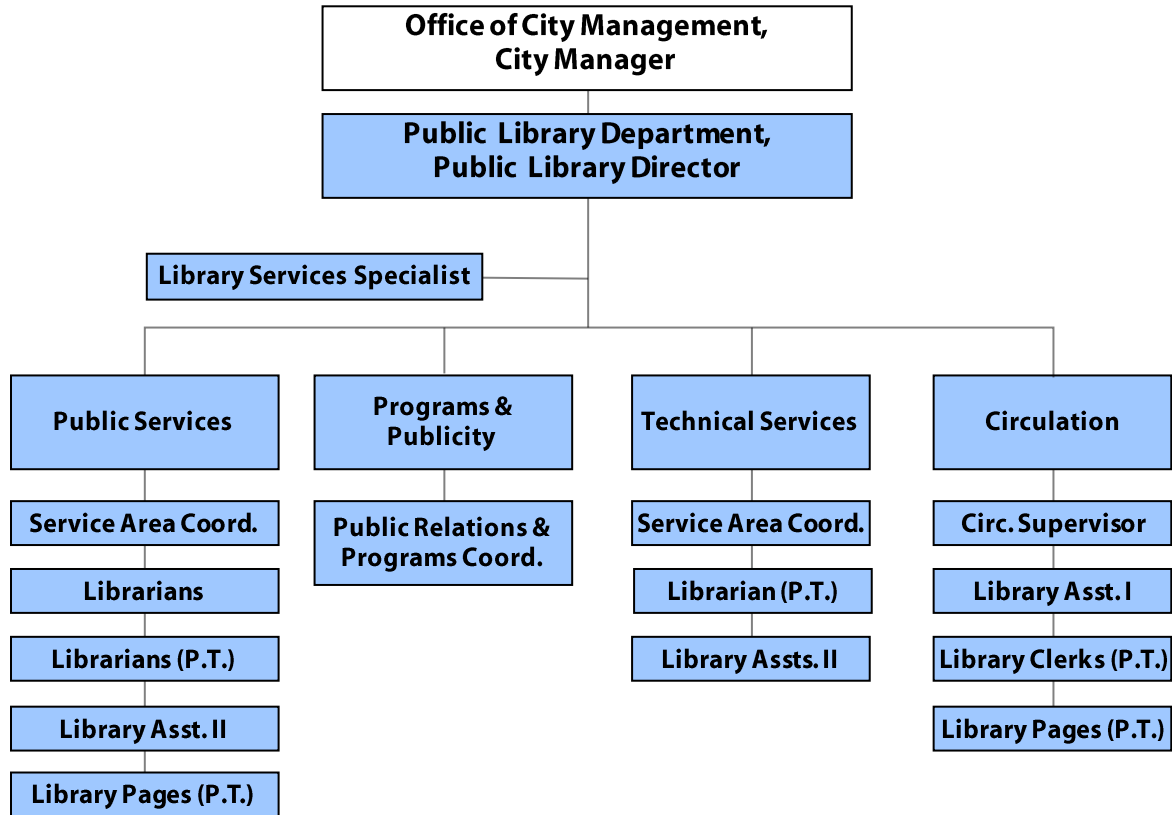 Office of City Management,
City Manager
Public Library Department,
Public Library Director
Library Services Specialist
Public Services
Programs &
Publicity
Technical Services
Circulation
Service Area Coord.
Public Relations &
Programs Coord.
Service Area Coord.
Circ. Supervisor
Librarians
Librarian (P.T.)
Library Asst. I
Librarians (P.T.)
Library Assts. II
Library Clerks (P.T.)
Library Asst. II
Library Pages (P.T.)
Library Pages (P.T.)